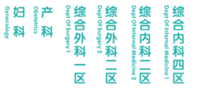 妇科
Gynecology
产科
Obstetrics
综合外科一区
Dept Of Surgery 1
综合外科二区
Dept Of Surgery 2
综合内科二区
Dept Of Internal Medicine 2
综合内科四区
Dept Of Internal Medicine 4